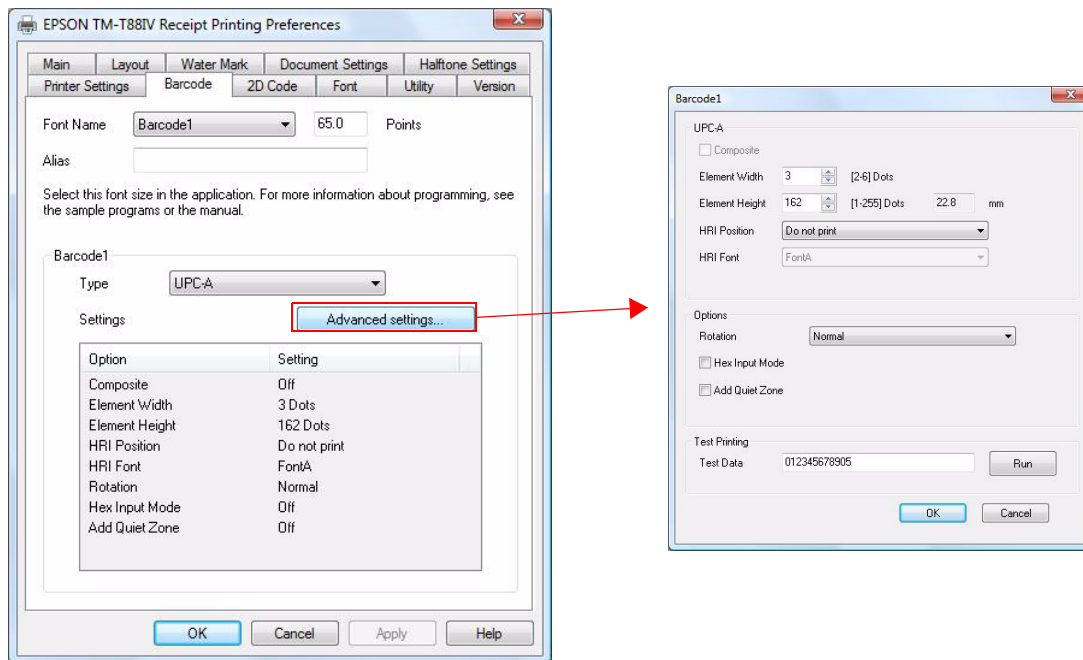 EPSON TM-T88IV Receipt Printing Preferences
Main Layout Water Mark Document Settings Halftone Settings
Printer Settings Barcode 2D Code Font Utility Version
Font Name Barcode1 65.0 Points
Alias
Select this font size in the application. For more information about programming, see
the sample programs or the manual.
Barcode1
Type UPC-A
Settings Advanced settings...
Option Setting
Composite Off
Element Width 3 Dots
Element Height 162 Dots
HRI Position Do not print
HRI Font FontA
Rotation Normal
Hex Input Mode Off
Add Quiet Zone Off
OK Cancel Apply Help
Barcode1
UPC-A
Composite
Element Width 3 [2-6] Dots
Element Height 162 [1-255] Dots 22.8 mm
HRI Position Do not print
HRI Font FontA
Options
Rotation Normal
Hex Input Mode
Add Quiet Zone
Test Printing
Test Data 012345678905 Run
OK Cancel